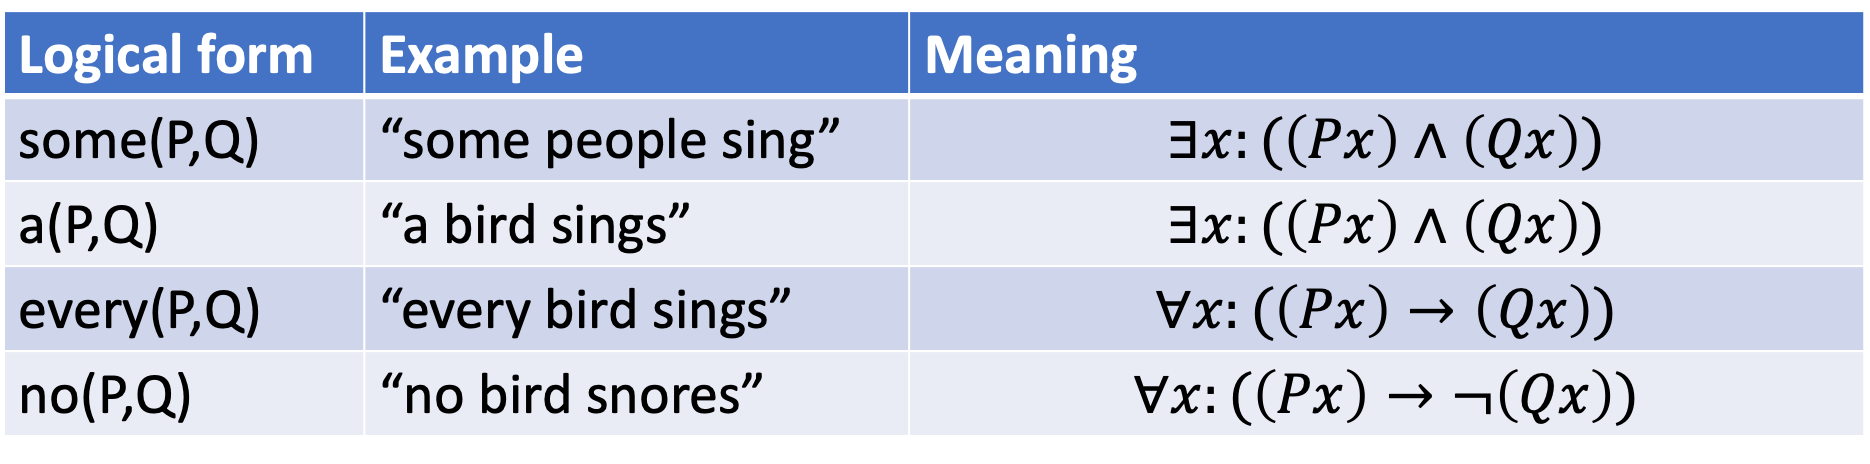 Logical form Example Meaning
some(P,Q) “some people sing” ∃x: ((Px) ∧ (Qx))
a(P,Q) “a bird sings” ∃x: ((Px) ∧ (Qx))
every(P,Q) “every bird sings” ∀x: ((Px) → (Qx))
no(P,Q) “no bird snores” ∀x: ((Px) → ¬(Qx))